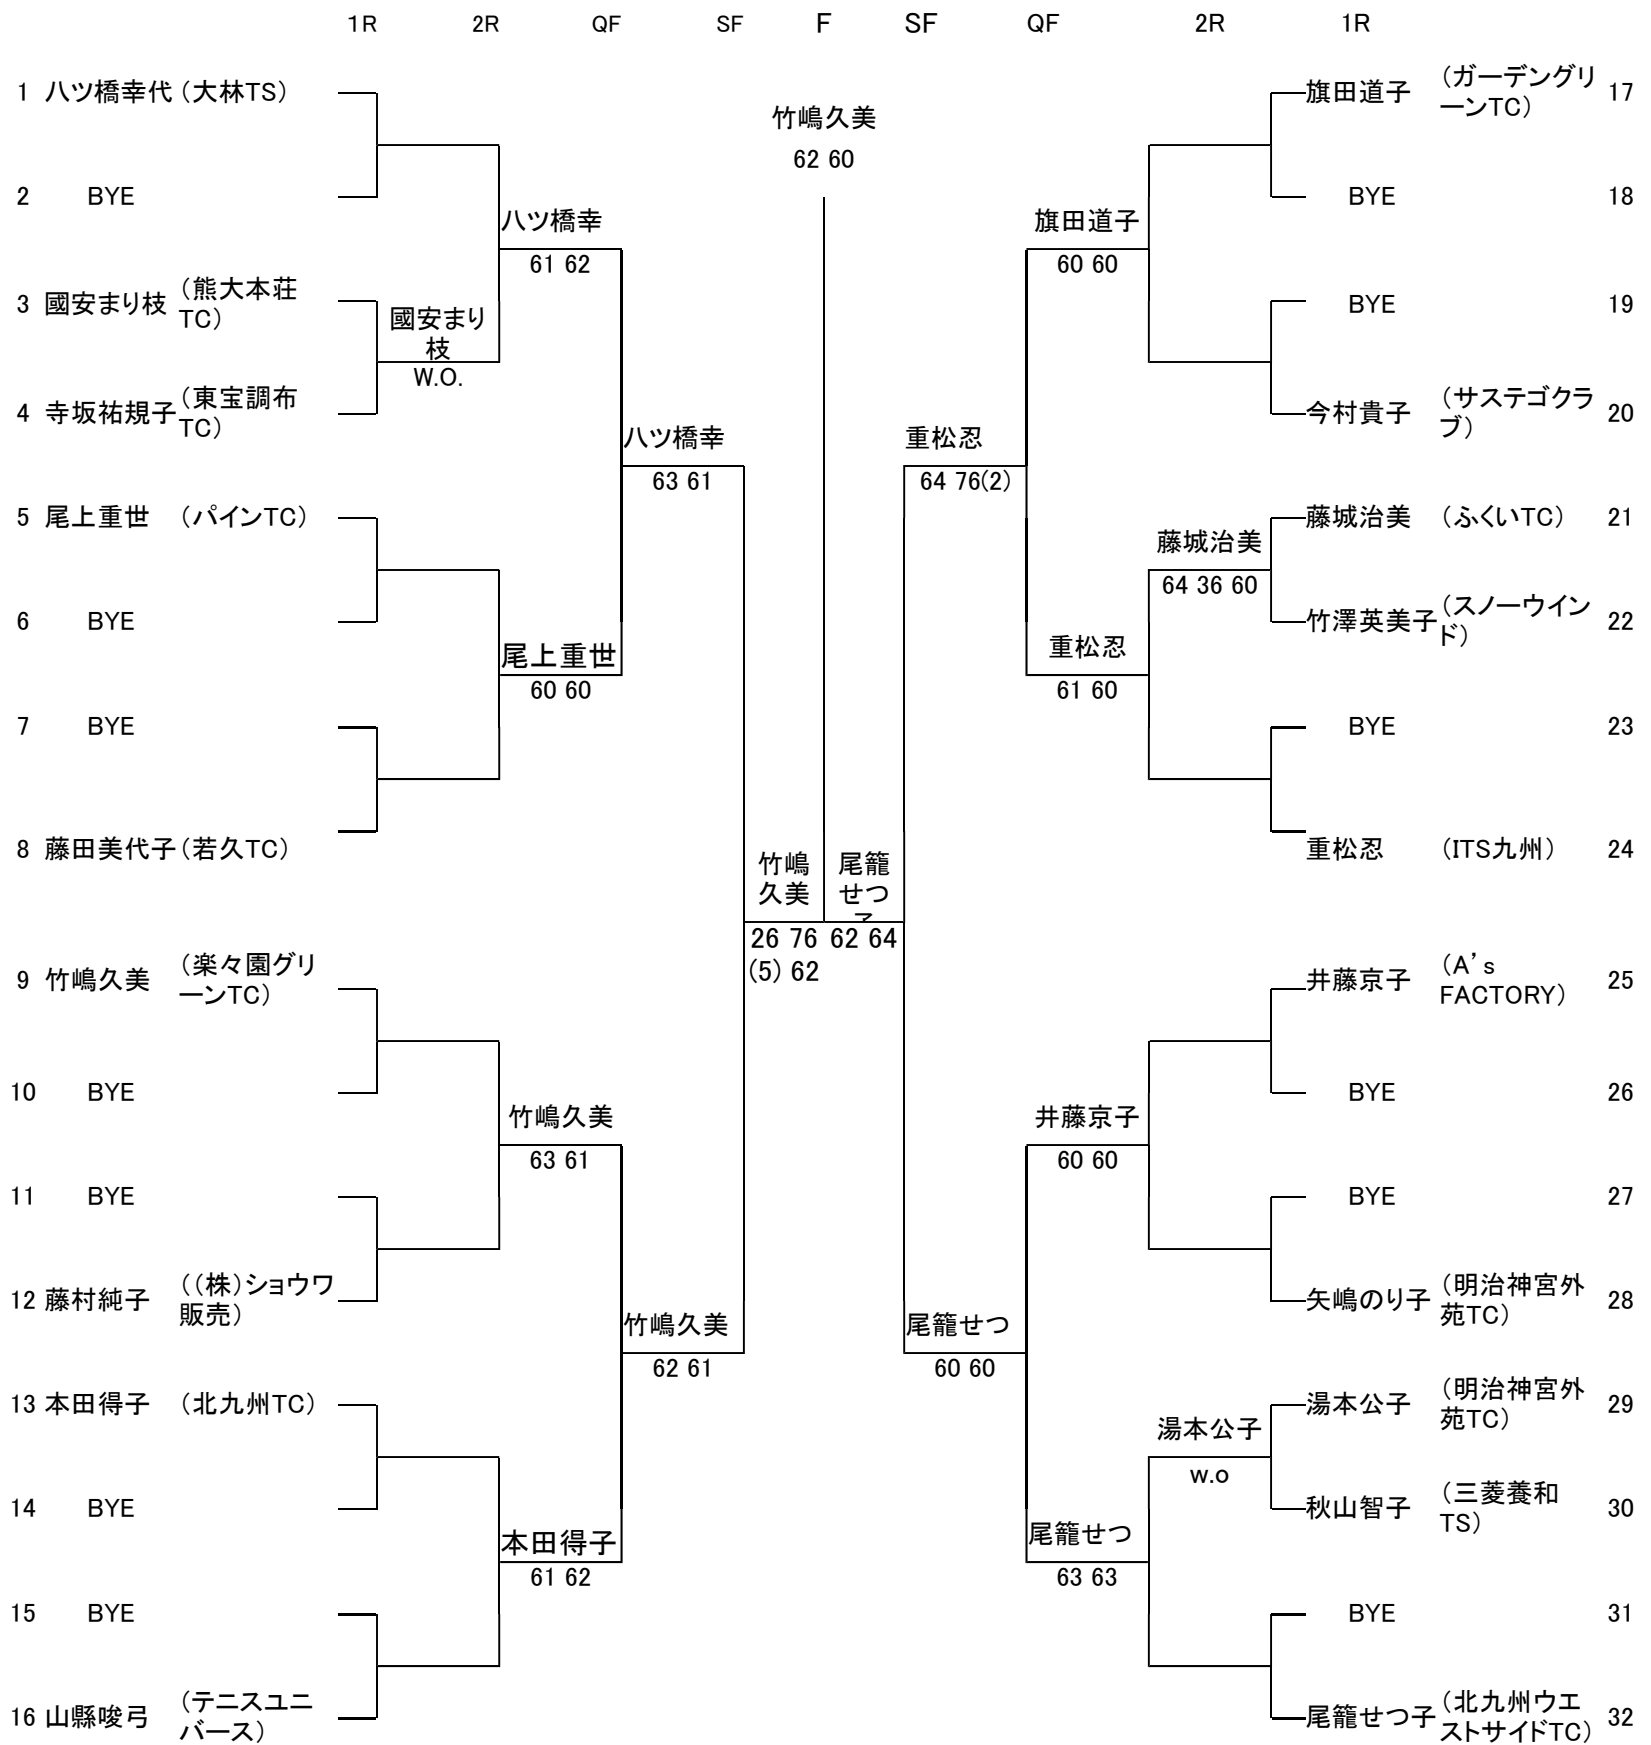 1R 2R QF SF F SF QF 2R 1R
1 八ツ橋幸代 (大林TS)
2 BYE
3 國安まり枝 (熊大本荘
TC)
4 寺坂祐規子 (東宝調布
TC)
5 尾上重世 (パインTC)
6 BYE
7 BYE
8 藤田美代子 (若久TC)
9 竹嶋久美 (楽々園グリ
ーンTC)
10 BYE
11 BYE
12 藤村純子 ((株)ショウワ
販売)
13 本田得子 (北九州TC)
14 BYE
15 BYE
16 山縣唆弓 (テニスユニ
バース)
國安まり
枝
W.O.
八ツ橋幸
61 62
尾上重世
60 60
竹嶋久美
63 61
本田得子
61 62
八ツ橋幸
63 61
竹嶋久美
62 61
竹嶋
久美
26 76
(5) 62
竹嶋久美
62 60
尾籠
せつ
62 64
重松忍
64 76(2)
尾籠せつ
60 60
旗田道子
60 60
重松忍
61 60
井藤京子
60 60
尾籠せつ
63 63
藤城治美
64 36 60
湯本公子
w.o
旗田道子 (ガーデングリ
ーンTC) 17
BYE 18
BYE 19
今村貴子 (サステゴクラ
ブ) 20
藤城治美 (ふくいTC) 21
竹澤英美子 (スノーウイン
ド) 22
BYE 23
重松忍 (ITS九州) 24
井藤京子 (A's
FACTORY) 25
BYE 26
BYE 27
矢嶋のり子 (明治神宮外
苑TC) 28
湯本公子 (明治神宮外
苑TC) 29
秋山智子 (三菱養和
TS) 30
BYE 31
尾籠せつ子 (北九州ウエ
ストサイドTC) 32